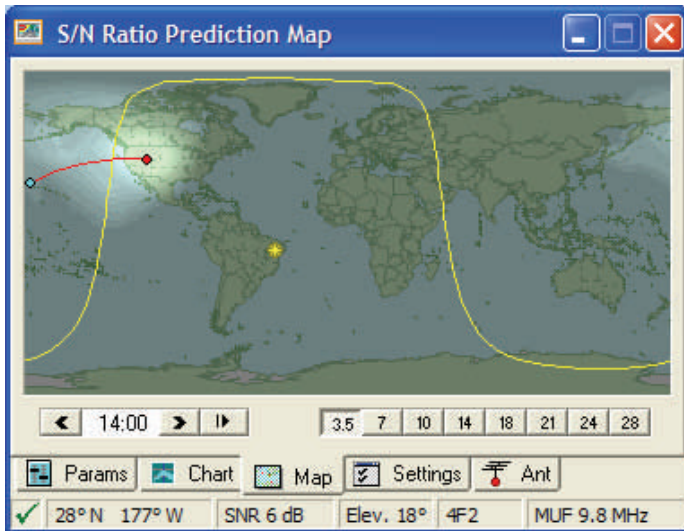 S/N Ratio Prediction Map
14:00
3.5 7 10 14 18 21 24 28
Params Chart Map Settings Ant
28° N 177° W SNR 6 dB Elev. 18° 4F2 MUF 9.8 MHz